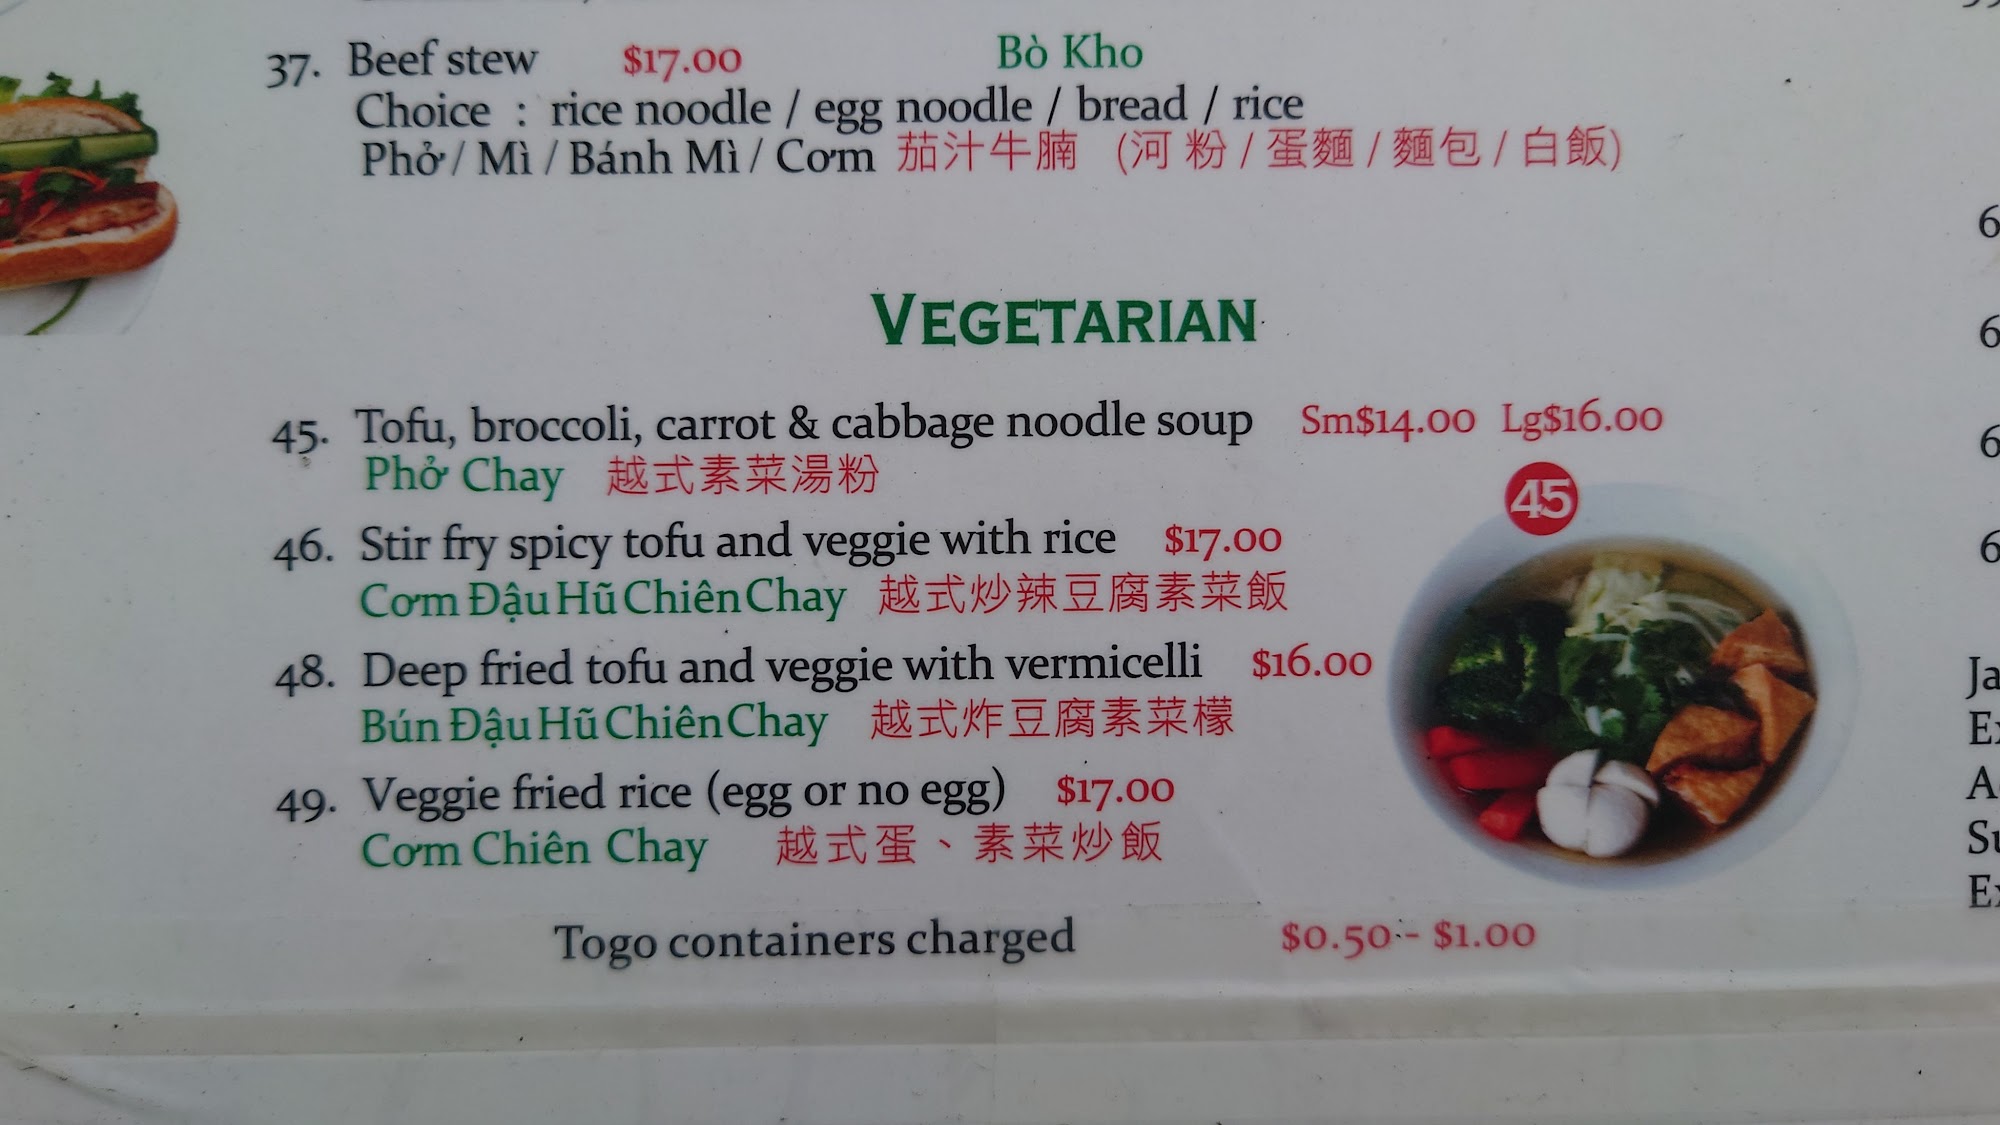 37. Beef stew $17.00 Bò Kho
Choice : rice noodle / egg noodle / bread / rice
Phở / Mì / Bánh Mì / Cơm 茄汁牛腩 (河 粉 / 蛋麵 / 麵包 / 白飯)
VEGETARIAN
45. Tofu, broccoli, carrot & cabbage noodle soup Sm$14.00 Lg$16.00
Phở Chay 越式素菜湯粉
45
46. Stir fry spicy tofu and veggie with rice $17.00
Cơm Đậu Hũ Chiên Chay 越式炒辣豆腐素菜飯
48. Deep fried tofu and veggie with vermicelli $16.00
Bún Đậu Hũ Chiên Chay 越式炸豆腐素菜檬
49. Veggie fried rice (egg or no egg) $17.00
Cơm Chiên Chay 越式蛋、素菜炒飯
Togo containers charged $0.50 - $1.00